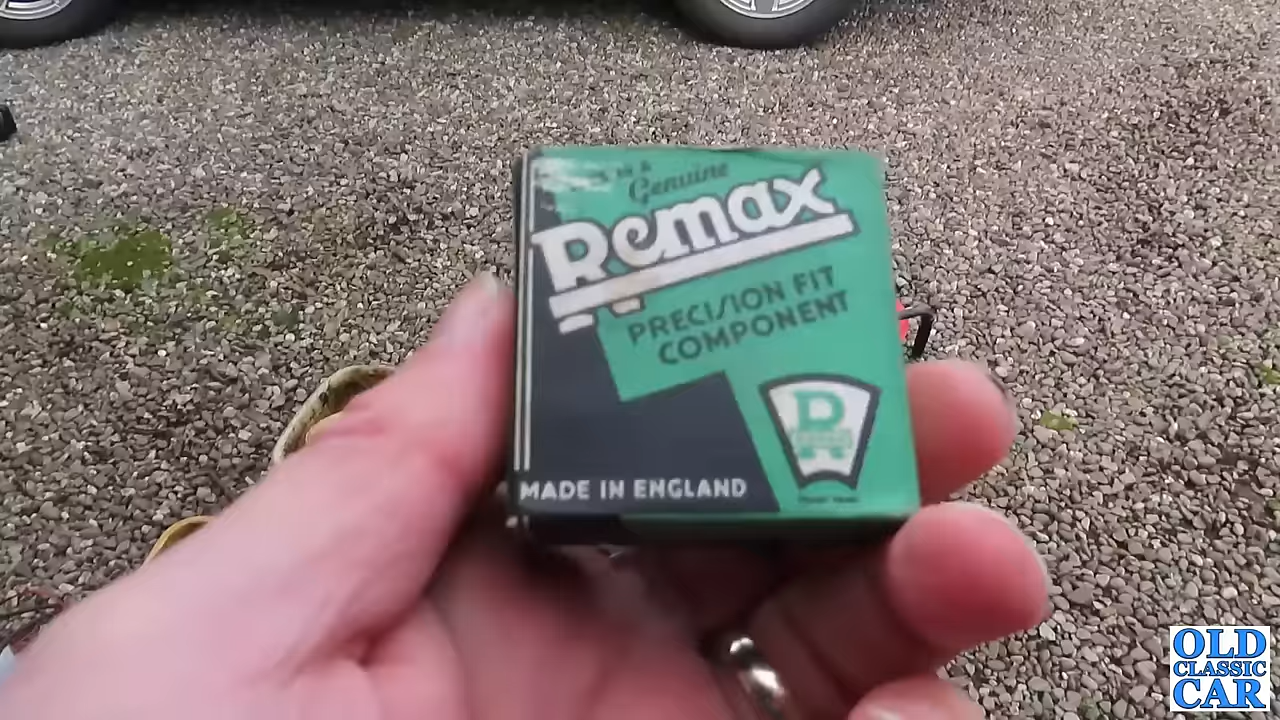 Genuine
Remax
PRECISION FIT
COMPONENT
R
MADE IN ENGLAND
OLD
CLASSIC
CAR